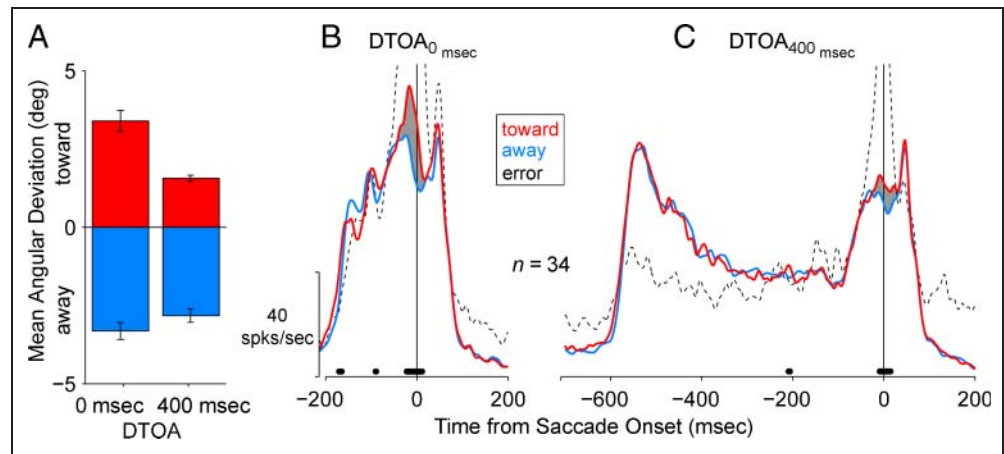 A
B
C
DTOA0 msec
DTOA400 msec
Mean Angular Deviation (deg)
away
toward
5
0
−5
0 msec
400 msec
DTOA
toward
away
error
n = 34
40
spks/sec
−200
0
200
−600
−400
−200
0
200
Time from Saccade Onset (msec)